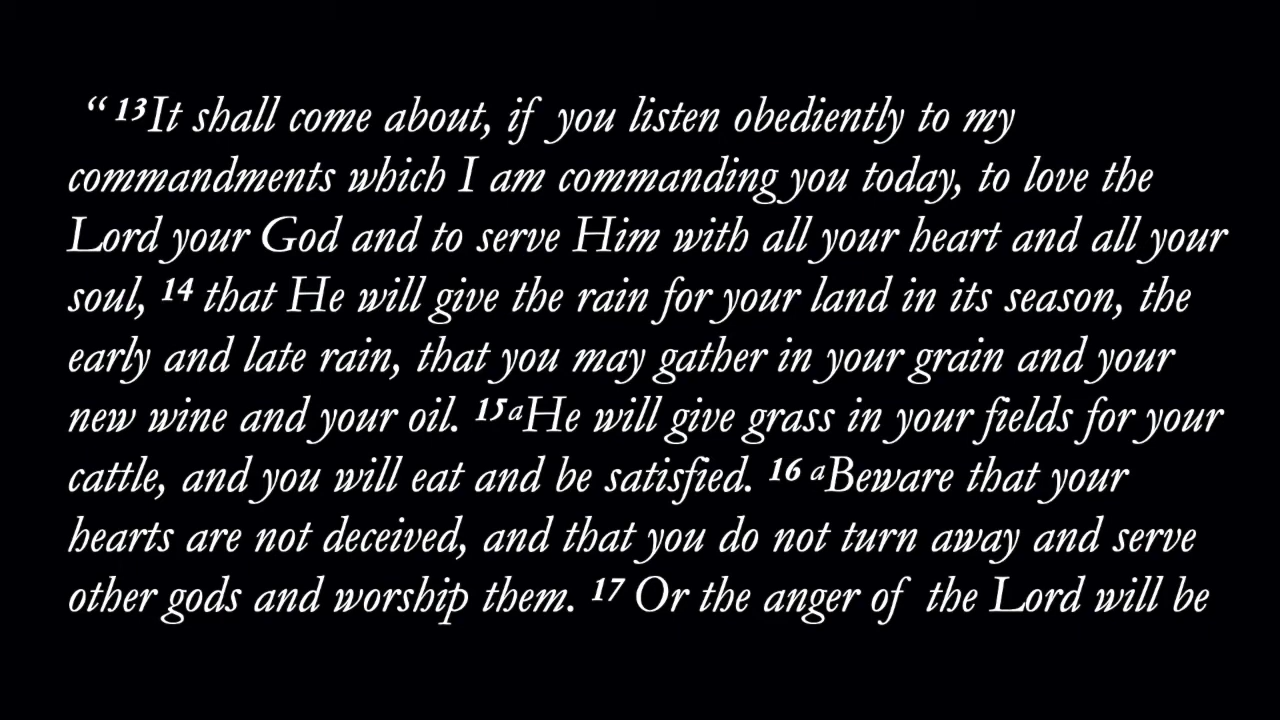 “ 13It shall come about, if you listen obediently to my
commandments which I am commanding you today, to love the
Lord your God and to serve Him with all your heart and all your
soul, 14 that He will give the rain for your land in its season, the
early and late rain, that you may gather in your grain and your
new wine and your oil. 15aHe will give grass in your fields for your
cattle, and you will eat and be satisfied. 16 aBeware that your
hearts are not deceived, and that you do not turn away and serve
other gods and worship them. 17 Or the anger of the Lord will be